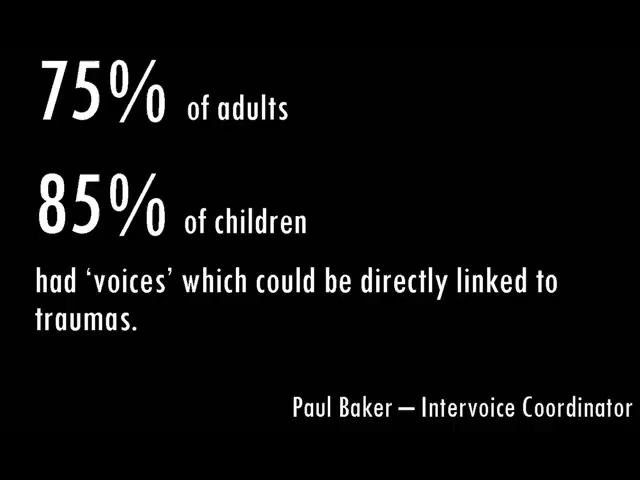 75% of adults
85% of children
had ‘voices’ which could be directly linked to
traumas.
Paul Baker – Intervoice Coordinator